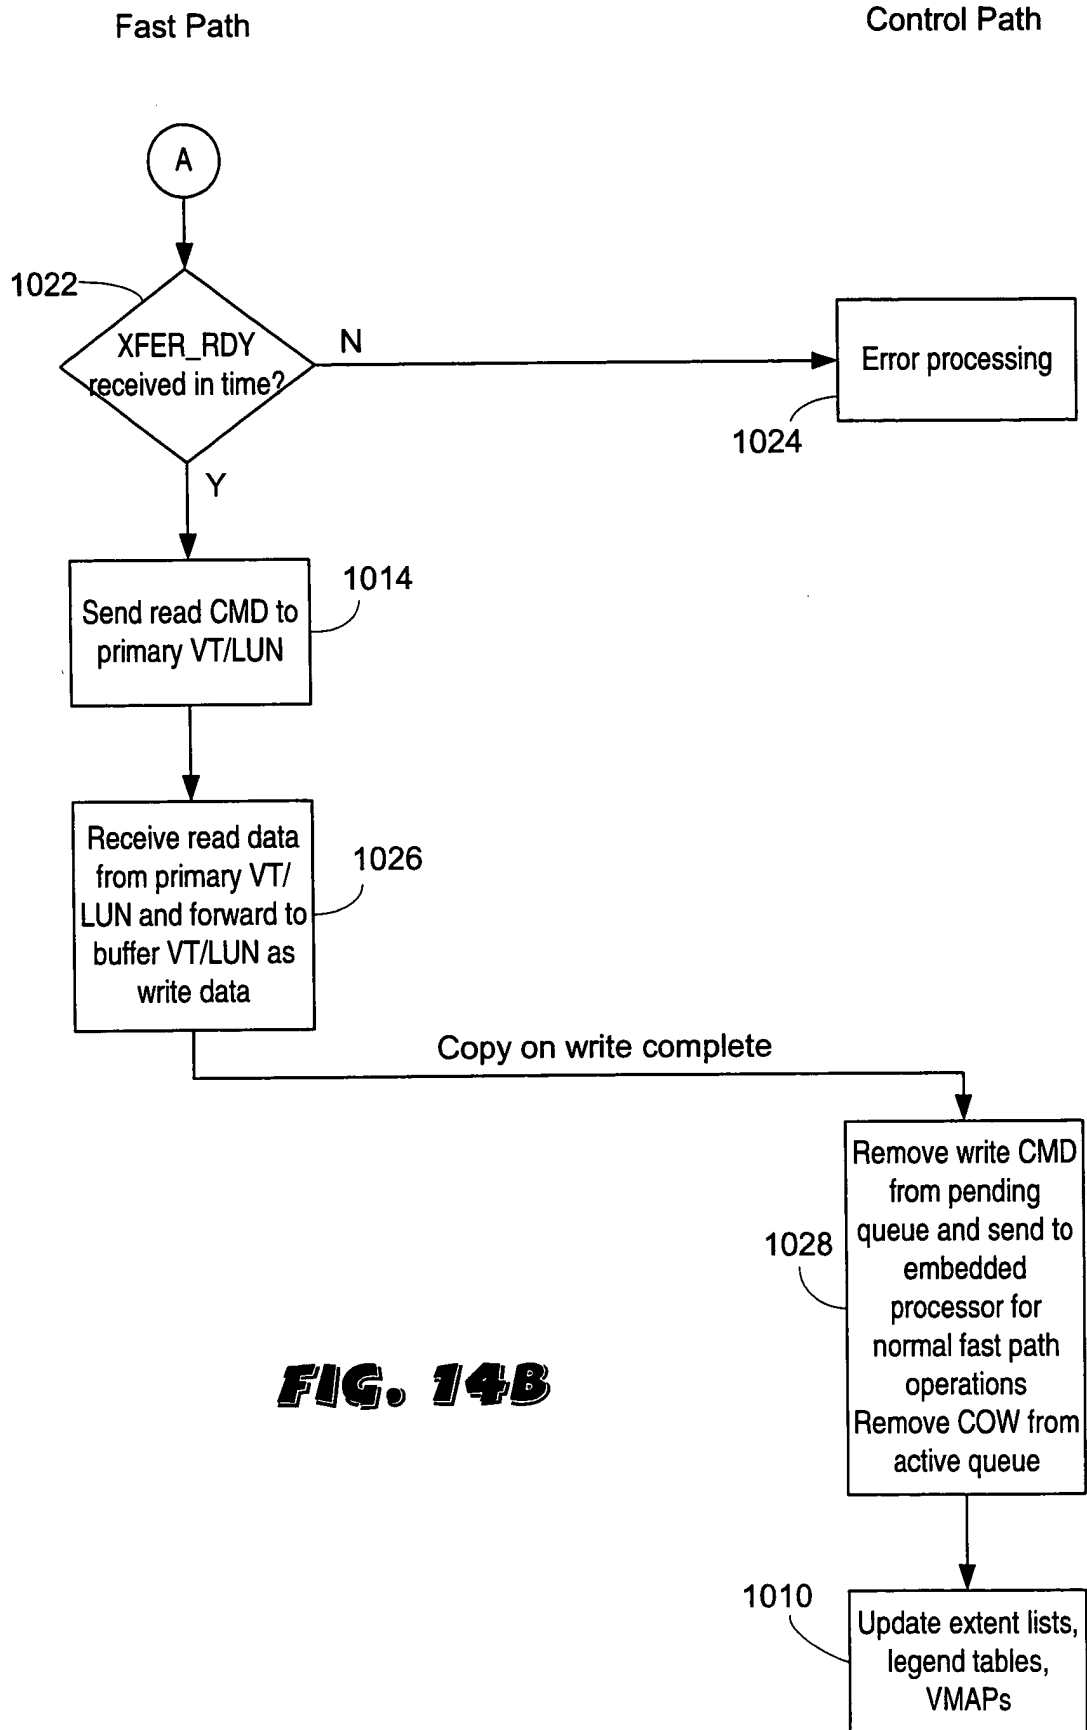 Fast Path
Control Path
A
1022
XFER_RDY
received in time?
N
Error processing
1024
Y
1014
Send read CMD to
primary VT/LUN
Receive read data
from primary VT/
LUN and forward to
buffer VT/LUN as
write data
1026
Copy on write complete
Remove write CMD
from pending
queue and send to
embedded
processor for
normal fast path
operations
Remove COW from
active queue
1028
FIG. 14B
1010
Update extent lists,
legend tables,
VMAPs